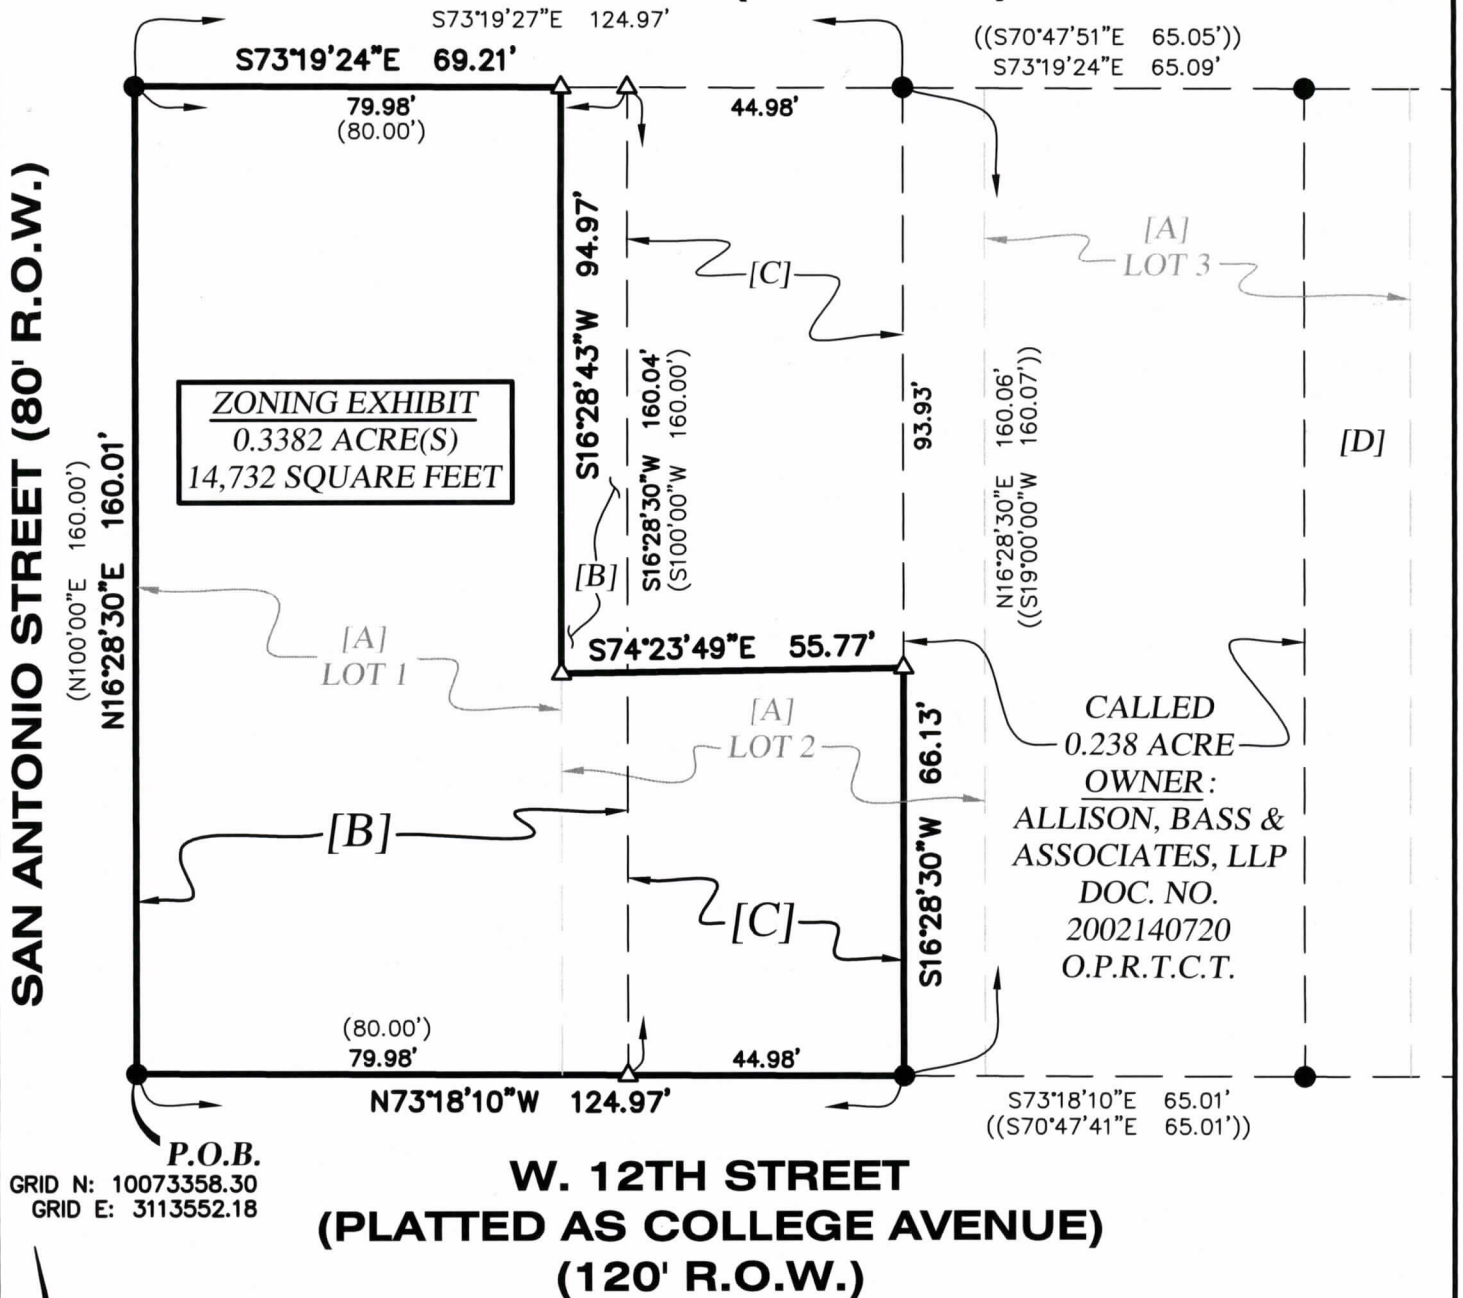 S73°19'27"E 124.97'
S73°19'24"E 69.21'
((S70°47'51"E 65.05'))
S73°19'24"E 65.09'
79.98'
(80.00')
44.98'
SAN ANTONIO STREET (80' R.O.W.)
(N100'00"E 160.00')
N16°28'30"E 160.01'
ZONING EXHIBIT
0.3382 ACRE(S)
14,732 SQUARE FEET
S16°28'43"W 94.97'
[B]
S16°28'30"W 160.04'
(S100'00"W 160.00')
[C]
93.93'
N16°28'30"E 160.06'
((S19°00'00"W 160.07'))
[A]
LOT 3
[D]
[A]
LOT 1
S74°23'49"E 55.77'
[A]
LOT 2
S16°28'30"W 66.13'
CALLED
0.238 ACRE
OWNER:
ALLISON, BASS &
ASSOCIATES, LLP
DOC. NO.
2002140720
O.P.R.T.C.T.
[B]
[C]
(80.00')
79.98'
44.98'
N73°18'10"W 124.97'
S73°18'10"E 65.01'
((S70°47'41"E 65.01'))
P.O.B.
GRID N: 10073358.30
GRID E: 3113552.18
W. 12TH STREET
(PLATTED AS COLLEGE AVENUE)
(120' R.O.W.)